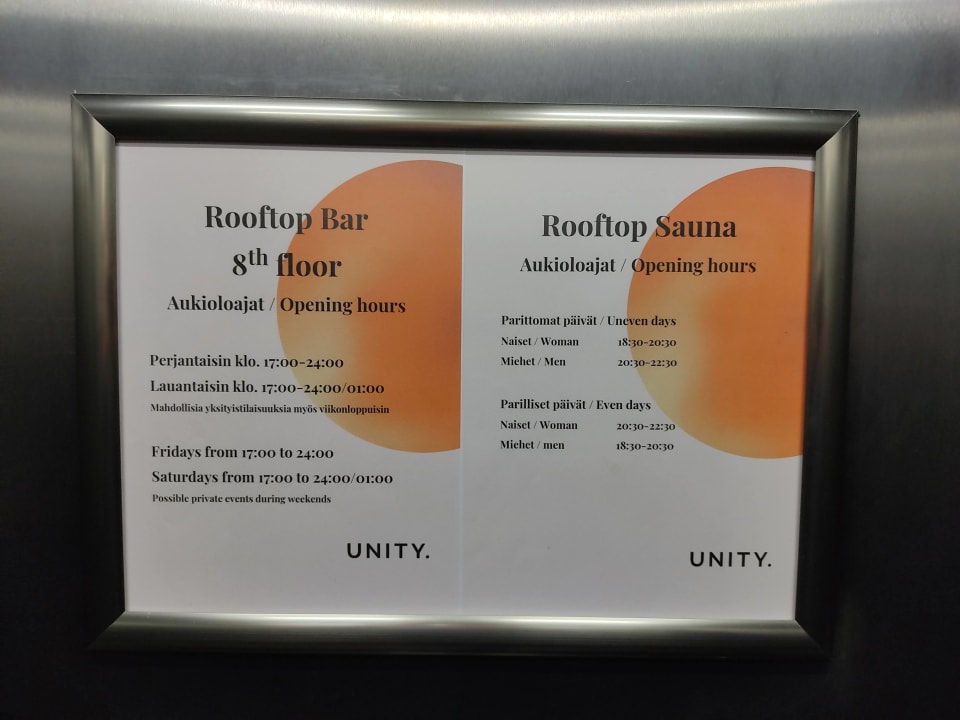 Rooftop Bar
8th floor
Aukioloajat / Opening hours
Perjantaisin klo. 17:00-24:00
Lauantaisin klo. 17:00-24:00/01:00
Mahdollisia yksityistilaisuuksia myös viikonloppuisin
Fridays from 17:00 to 24:00
Saturdays from 17:00 to 24:00/01:00
Possible private events during weekends
UNITY.
Rooftop Sauna
Aukioloajat / Opening hours
Parittomat päivät / Uneven days
Naiset / Woman 18:30-20:30
Miehet / Men 20:30-22:30
Parilliset päivät / Even days
Naiset / Woman 20:30-22:30
Miehet / men 18:30-20:30
UNITY.